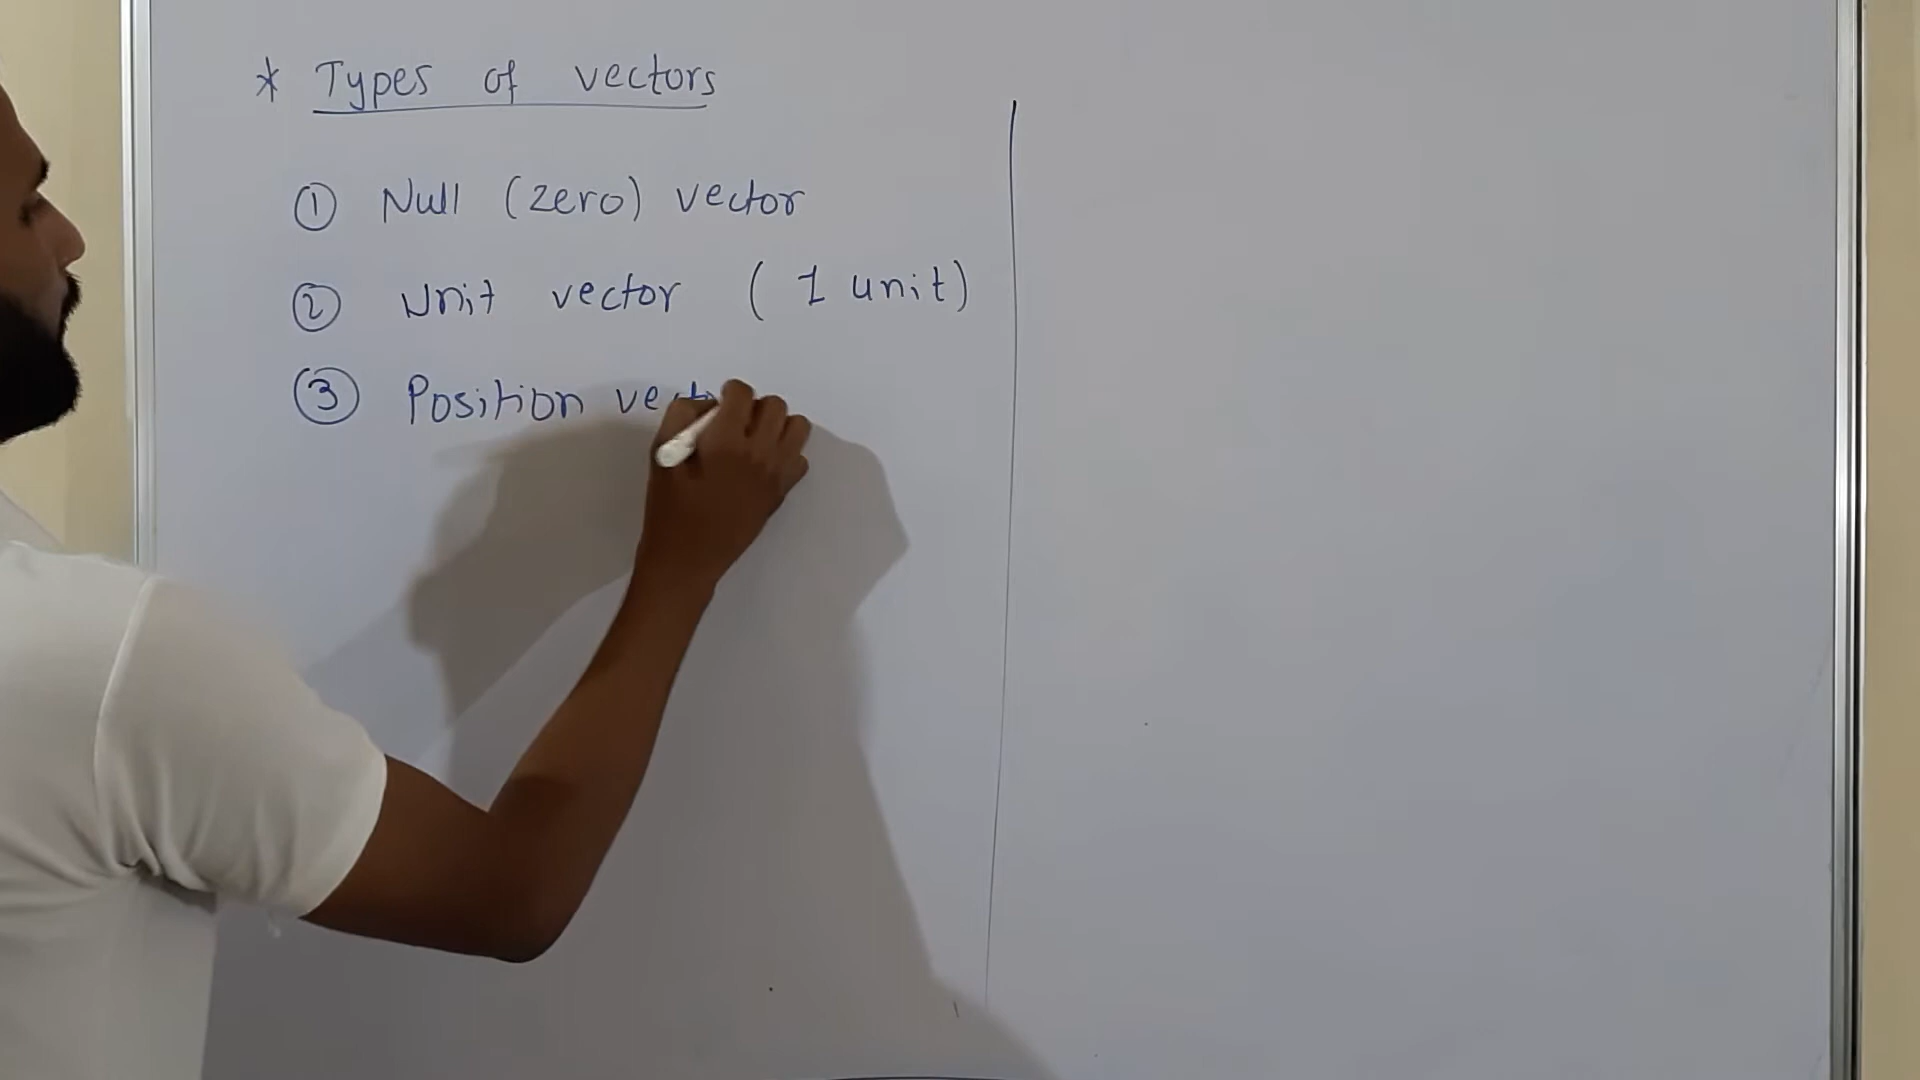 * Types of vectors
① Null (zero) vector
② Unit vector ( 1 unit)
③ Position